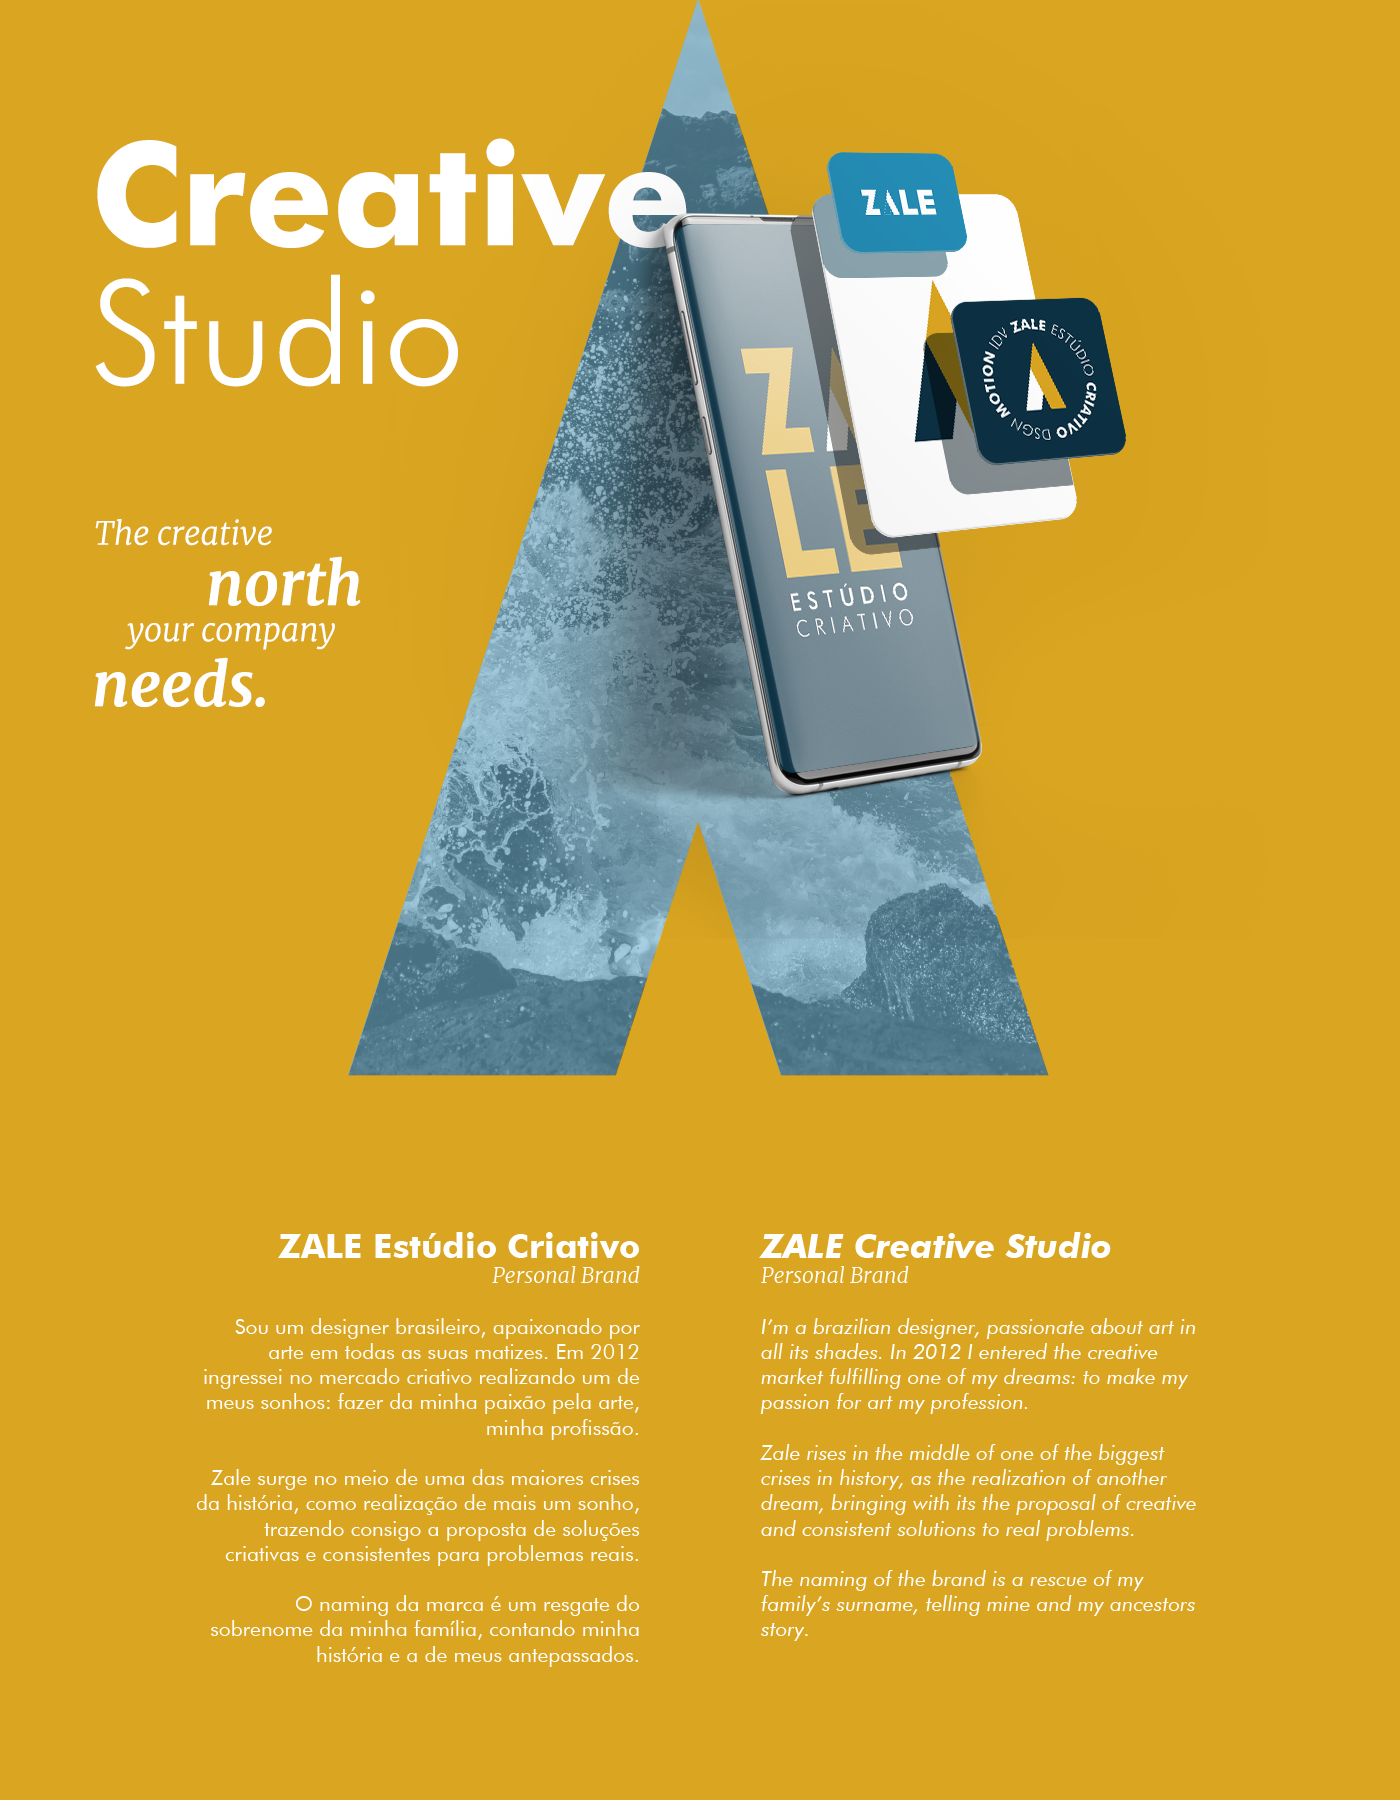 Creative
Studio
The creative
north
your company
needs.
ZALE
MOTION IDV ZALE ESTÚDIO CRIATIVO DSGN
ZA
LE
ESTÚDIO
CRIATIVO
ZALE Estúdio Criativo
Personal Brand
Sou um designer brasileiro, apaixonado por
arte em todas as suas matizes. Em 2012
ingressei no mercado criativo realizando um de
meus sonhos: fazer da minha paixão pela arte,
minha profissão.
Zale surge no meio de uma das maiores crises
da história, como realização de mais um sonho,
trazendo consigo a proposta de soluções
criativas e consistentes para problemas reais.
O naming da marca é um resgate do
sobrenome da minha família, contando minha
história e a de meus antepassados.
ZALE Creative Studio
Personal Brand
I'm a brazilian designer, passionate about art in
all its shades. In 2012 I entered the creative
market fulfilling one of my dreams: to make my
passion for art my profession.
Zale rises in the middle of one of the biggest
crises in history, as the realization of another
dream, bringing with its the proposal of creative
and consistent solutions to real problems.
The naming of the brand is a rescue of my
family's surname, telling mine and my ancestors
story.